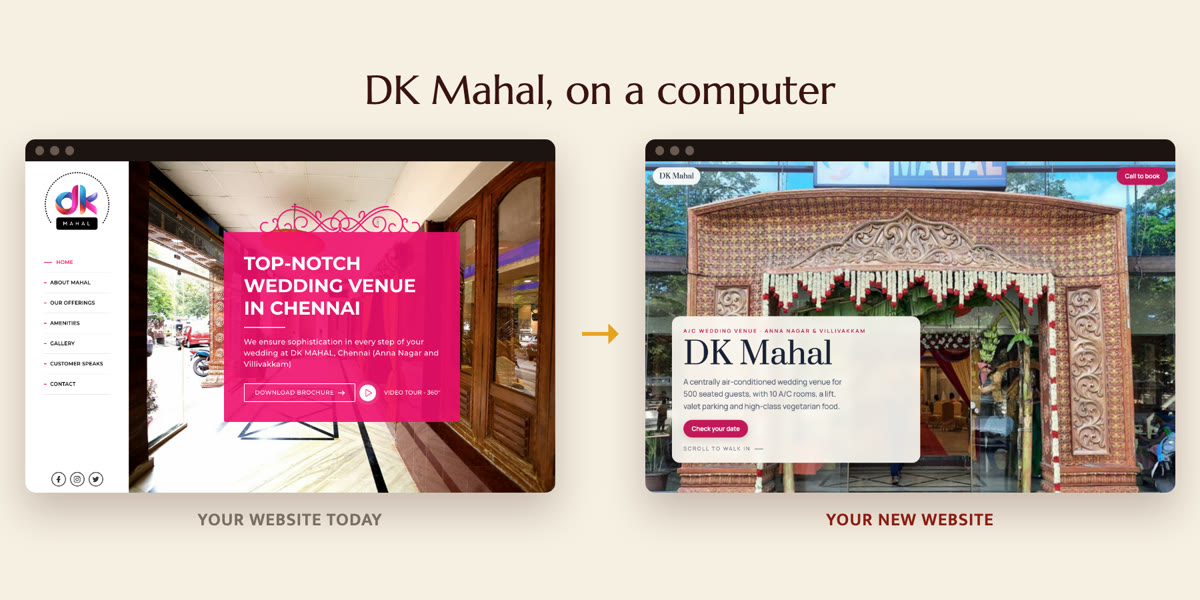 DK Mahal, on a computer
dk
MAHAL
HOME
ABOUT MAHAL
OUR OFFERINGS
AMENITIES
GALLERY
CUSTOMER SPEAKS
CONTACT
TOP-NOTCH
WEDDING VENUE
IN CHENNAI
We ensure sophistication in every step of your
wedding at DK MAHAL, Chennai (Anna Nagar and
Villivakkam)
DOWNLOAD BROCHURE
VIDEO TOUR - 360°
YOUR WEBSITE TODAY
MAHAL
DK Mahal
Call to book
A/C WEDDING VENUE · ANNA NAGAR & VILLIVAKKAM
DK Mahal
A centrally air-conditioned wedding venue for
500 seated guests, with 10 A/C rooms, a lift,
valet parking and high-class vegetarian food.
Check your date
SCROLL TO WALK IN
YOUR NEW WEBSITE